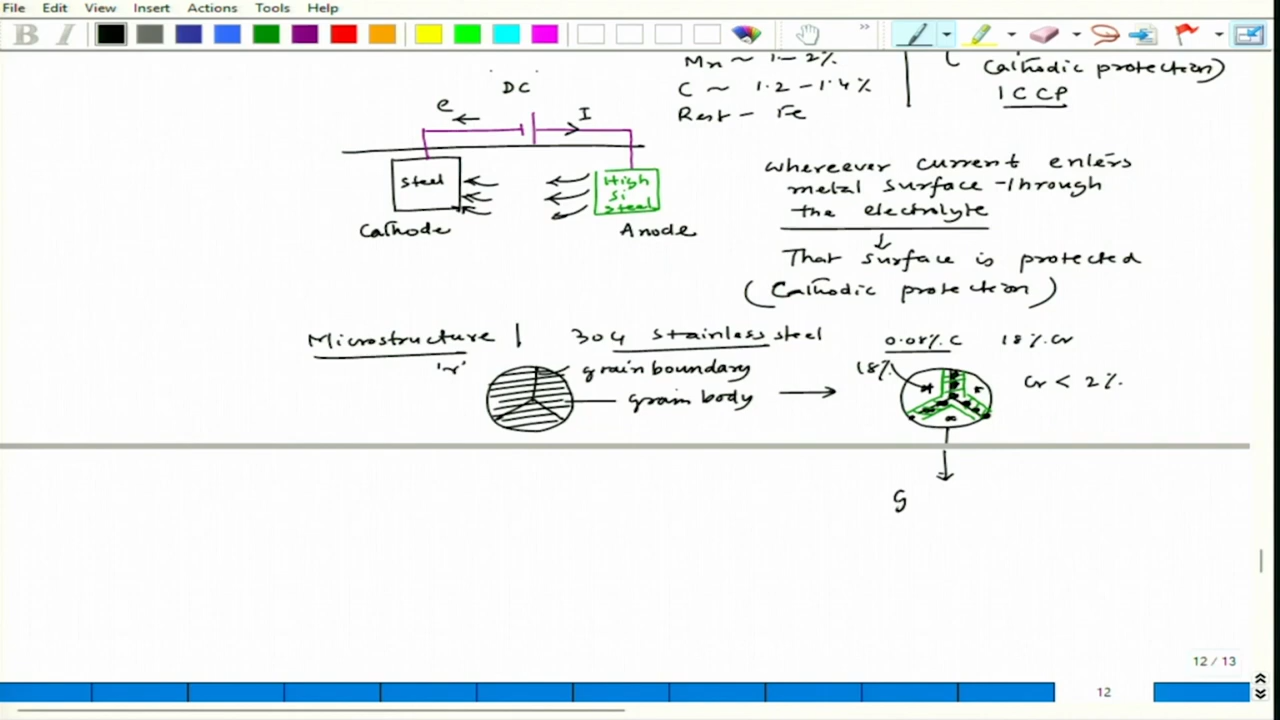 File Edit View Insert Actions Tools Help
B I
Mn ~ 1-2%
C ~ 1.2-1.4%
Rest - Fe
Cathodic protection)
ICCP
DC
e
I
Steel
High
Si
steel
Cathode
Anode
whereever current enters
metal surface through
the electrolyte
That surface is protected
(Cathodic protection)
Microstructure | 304 stainless steel 0.08% C 18% Cr
'γ'
grain boundary
grain body
18%
Cr < 2%.
S
12 / 13
12